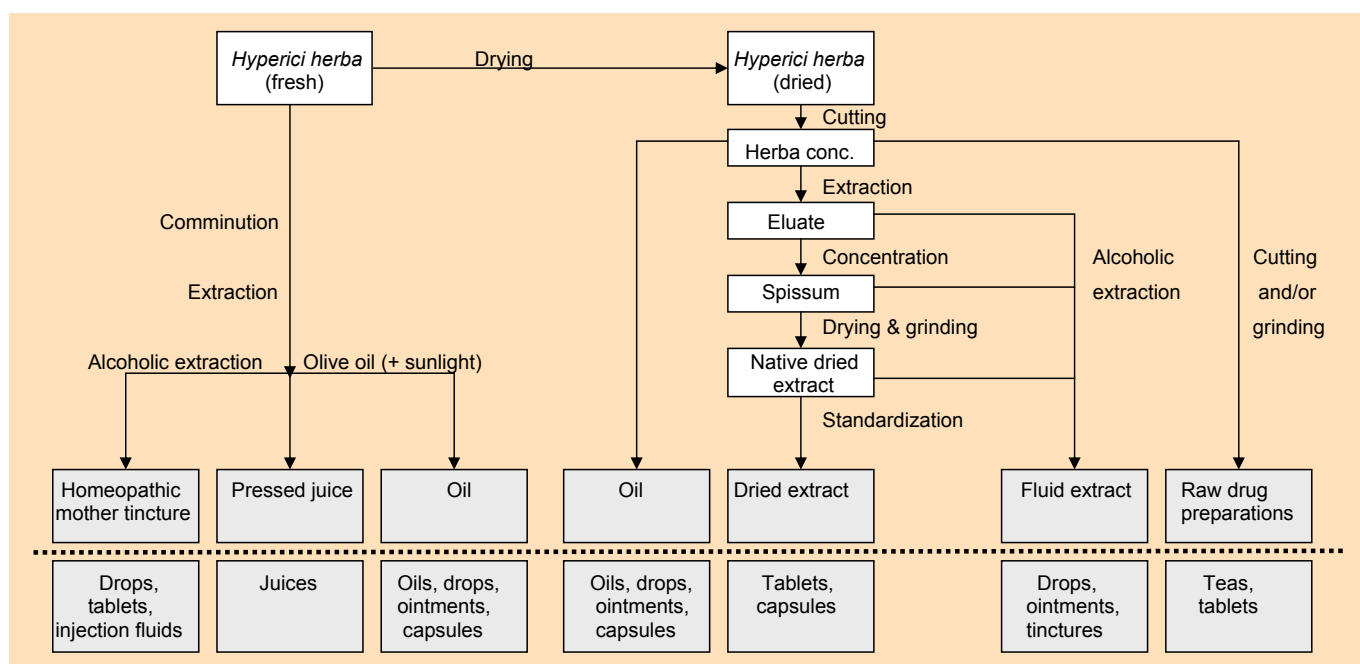 Hyperici herba
(fresh)
Drying
Hyperici herba
(dried)
Cutting
Herba conc.
Extraction
Eluate
Comminution
Concentration
Alcoholic
extraction
Cutting
and/or
grinding
Extraction
Spissum
Drying & grinding
Alcoholic extraction
Olive oil (+ sunlight)
Native dried
extract
Standardization
Homeopathic
mother tincture
Pressed juice
Oil
Oil
Dried extract
Fluid extract
Raw drug
preparations
Drops,
tablets,
injection fluids
Juices
Oils, drops,
ointments,
capsules
Oils, drops,
ointments,
capsules
Tablets,
capsules
Drops,
ointments,
tinctures
Teas,
tablets